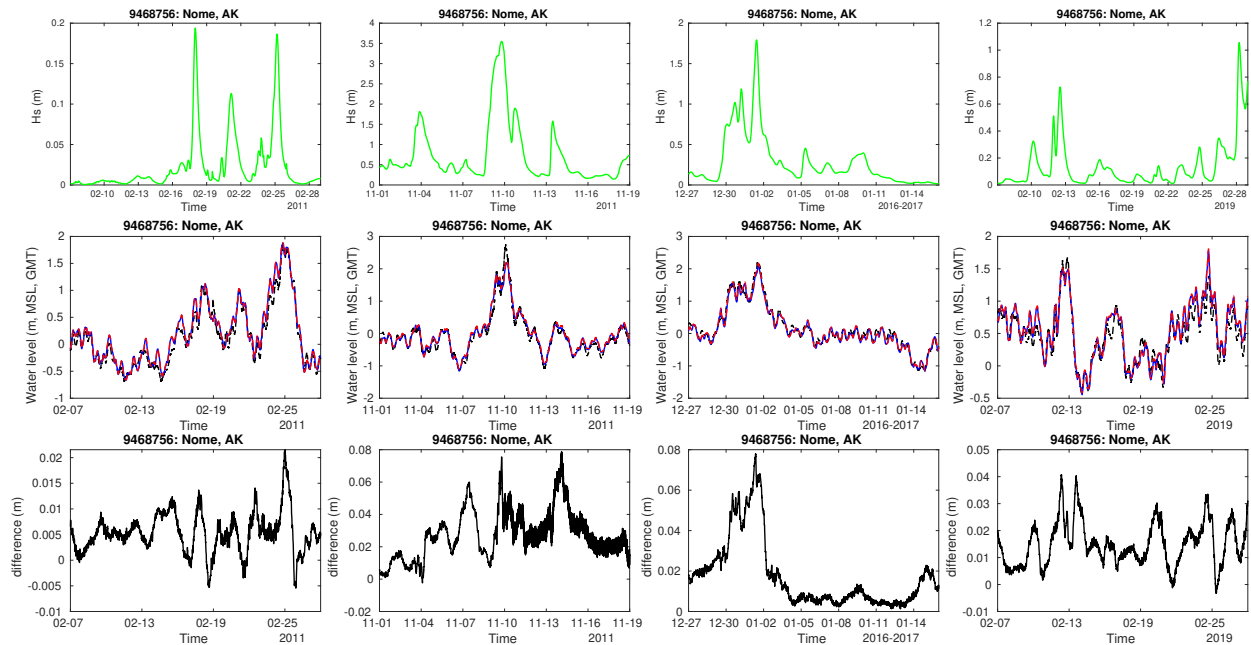 9468756: Nome, AK
Hs (m)
0.2
0.15
0.1
0.05
0
02-10 02-13 02-16 02-19 02-22 02-25 02-28
Time
2011
9468756: Nome, AK
Hs (m)
4
3.5
3
2.5
2
1.5
1
0.5
0
11-01 11-04 11-07 11-10 11-13 11-16 11-19
Time
2011
9468756: Nome, AK
Hs (m)
2
1.5
1
0.5
0
12-27 12-30 01-02 01-05 01-08 01-11 01-14
Time
2016-2017
9468756: Nome, AK
Hs (m)
1.2
1
0.8
0.6
0.4
0.2
0
02-10 02-13 02-16 02-19 02-22 02-25 02-28
Time
2019
9468756: Nome, AK
Water level (m, MSL, GMT)
2
1.5
1
0.5
0
-0.5
-1
02-07 02-13 02-19 02-25
Time
2011
9468756: Nome, AK
Water level (m, MSL, GMT)
3
2
1
0
-1
-2
11-01 11-04 11-07 11-10 11-13 11-16 11-19
Time
2011
9468756: Nome, AK
Water level (m, MSL, GMT)
3
2
1
0
-1
-2
12-27 12-30 01-02 01-05 01-08 01-11 01-14
Time
2016-2017
9468756: Nome, AK
Water level (m, MSL, GMT)
2
1.5
1
0.5
0
-0.5
02-07 02-13 02-19 02-25
Time
2019
9468756: Nome, AK
difference (m)
0.02
0.015
0.01
0.005
0
-0.005
-0.01
02-07 02-13 02-19 02-25
Time
2011
9468756: Nome, AK
difference (m)
0.08
0.06
0.04
0.02
0
-0.02
11-01 11-04 11-07 11-10 11-13 11-16 11-19
Time
2011
9468756: Nome, AK
difference (m)
0.08
0.06
0.04
0.02
0
12-27 12-30 01-02 01-05 01-08 01-11 01-14
Time
2016-2017
9468756: Nome, AK
difference (m)
0.05
0.04
0.03
0.02
0.01
0
-0.01
02-07 02-13 02-19 02-25
Time
2019